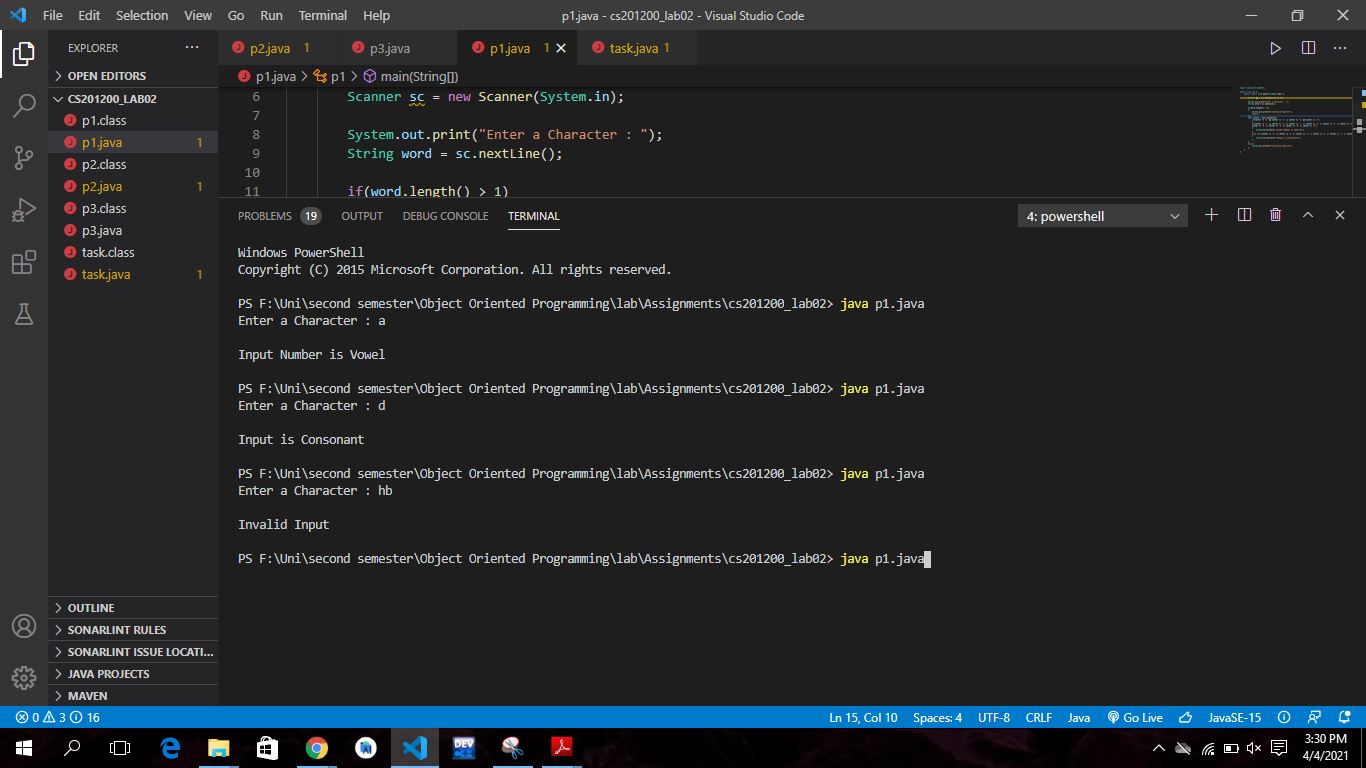 File Edit Selection View Go Run Terminal Help p1.java - cs201200_lab02 - Visual Studio Code
EXPLORER
OPEN EDITORS
CS201200_LAB02
p1.class
p1.java 1
p2.class
p2.java 1
p3.class
p3.java
task.class
task.java 1
OUTLINE
SONARLINT RULES
SONARLINT ISSUE LOCATI...
JAVA PROJECTS
MAVEN
p2.java 1 p3.java p1.java 1 task.java 1
p1.java > p1 > main(String[])
6 Scanner sc = new Scanner(System.in);
7
8 System.out.print("Enter a Character : ");
9 String word = sc.nextLine();
10
11 if(word.length() > 1)
PROBLEMS 19 OUTPUT DEBUG CONSOLE TERMINAL 4: powershell
Windows PowerShell
Copyright (C) 2015 Microsoft Corporation. All rights reserved.
PS F:\Uni\second semester\Object Oriented Programming\lab\Assignments\cs201200_lab02> java p1.java
Enter a Character : a
Input Number is Vowel
PS F:\Uni\second semester\Object Oriented Programming\lab\Assignments\cs201200_lab02> java p1.java
Enter a Character : d
Input is Consonant
PS F:\Uni\second semester\Object Oriented Programming\lab\Assignments\cs201200_lab02> java p1.java
Enter a Character : hb
Invalid Input
PS F:\Uni\second semester\Object Oriented Programming\lab\Assignments\cs201200_lab02> java p1.java
0 3 16 Ln 15, Col 10 Spaces: 4 UTF-8 CRLF Java Go Live JavaSE-15
DEV
3:30 PM
4/4/2021